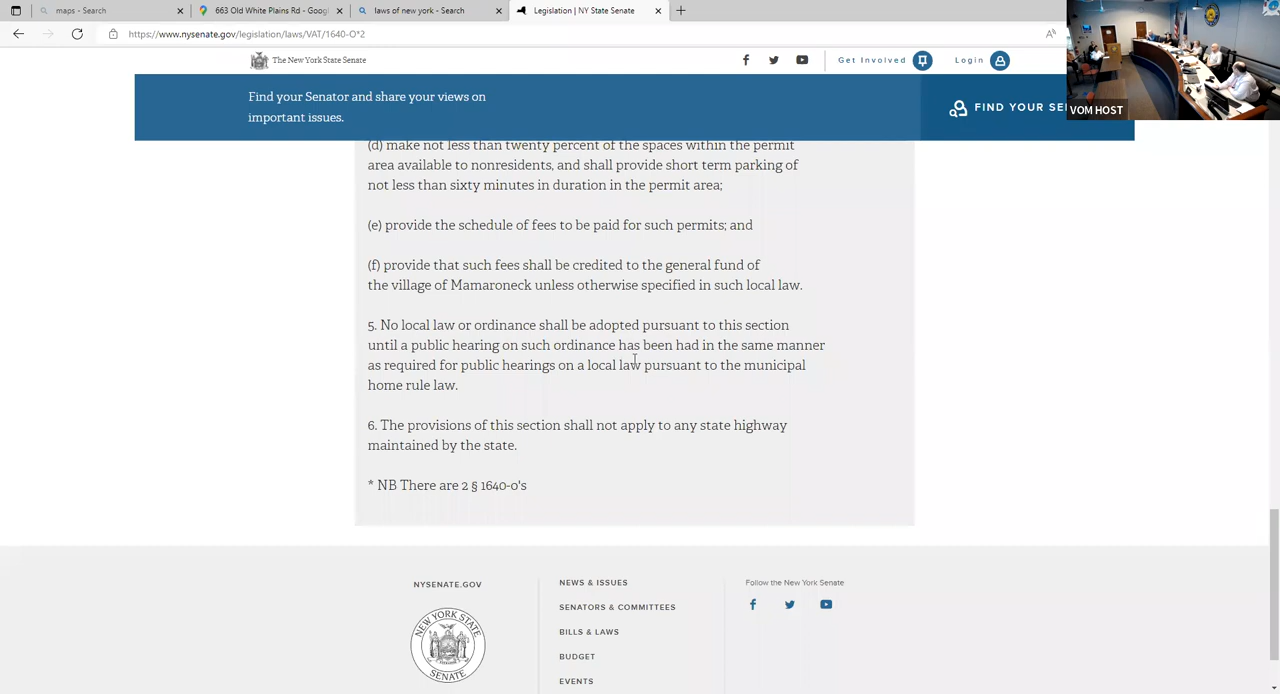 maps - Search
663 Old White Plains Rd - Googl
laws of new york - Search
Legislation | NY State Senate
https://www.nysenate.gov/legislation/laws/VAT/1640-O*2
The New York State Senate
Get Involved
Login
VOM HOST
Find your Senator and share your views on
important issues.
FIND YOUR SE
(d) make not less than twenty percent of the spaces within the permit
area available to nonresidents, and shall provide short term parking of
not less than sixty minutes in duration in the permit area;
(e) provide the schedule of fees to be paid for such permits; and
(f) provide that such fees shall be credited to the general fund of
the village of Mamaroneck unless otherwise specified in such local law.
5. No local law or ordinance shall be adopted pursuant to this section
until a public hearing on such ordinance has been had in the same manner
as required for public hearings on a local law pursuant to the municipal
home rule law.
6. The provisions of this section shall not apply to any state highway
maintained by the state.
* NB There are 2 § 1640-o's
NYSENATE.GOV
NEW YORK STATE
SENATE
NEWS & ISSUES
SENATORS & COMMITTEES
BILLS & LAWS
BUDGET
EVENTS
Follow the New York Senate